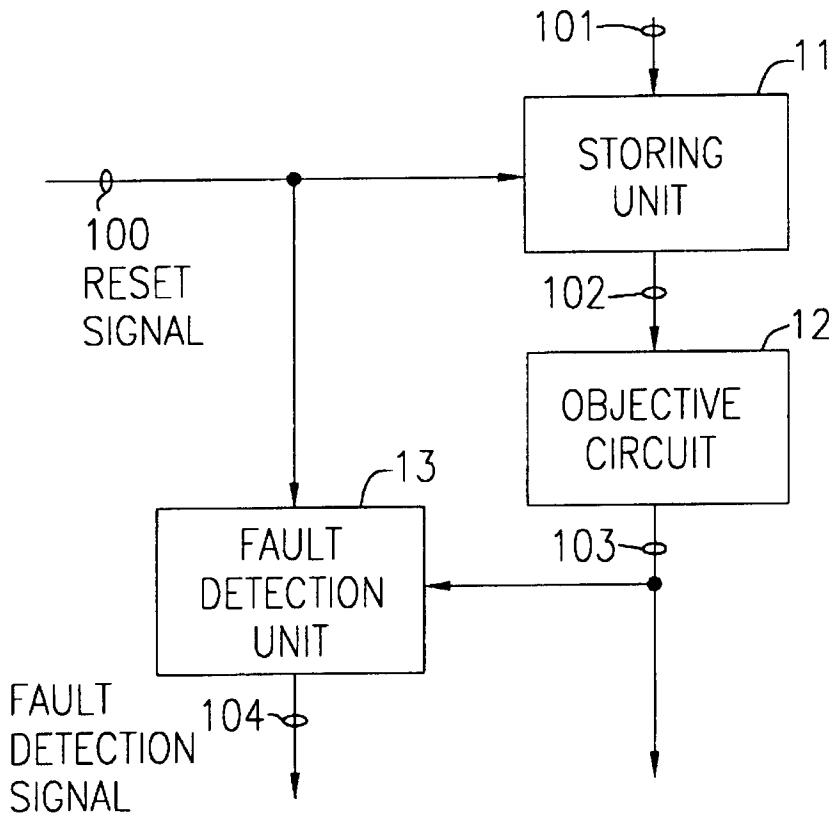 101
11
STORING
UNIT
100
RESET
SIGNAL
102
12
OBJECTIVE
CIRCUIT
13
103
FAULT
DETECTION
UNIT
104
FAULT
DETECTION
SIGNAL